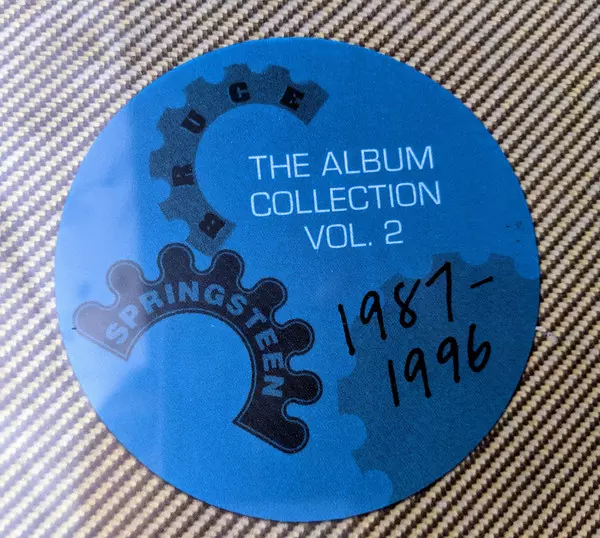 BRUCE
THE ALBUM
COLLECTION
VOL. 2
SPRINGSTEEN
1987-
1996